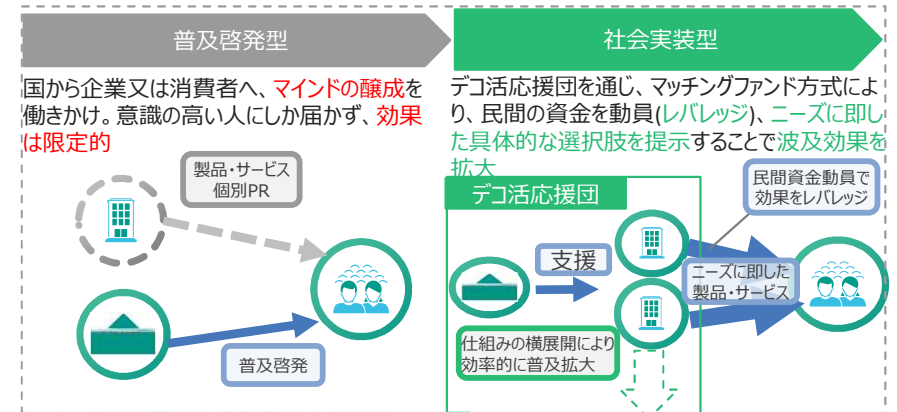 普及啓発型
国から企業又は消費者へ、マインドの醸成を
働きかけ。意識の高い人にしか届かず、効果
は限定的
製品・サービス
個別PR
普及啓発
社会実装型
デコ活応援団を通じ、マッチングファンド方式によ
り、民間の資金を動員(レバレッジ)、ニーズに即し
た具体的な選択肢を提示することで波及効果を
拡大
デコ活応援団
民間資金動員で
効果をレバレッジ
支援
ニーズに即した
製品・サービス
仕組みの横展開により
効率的に普及拡大